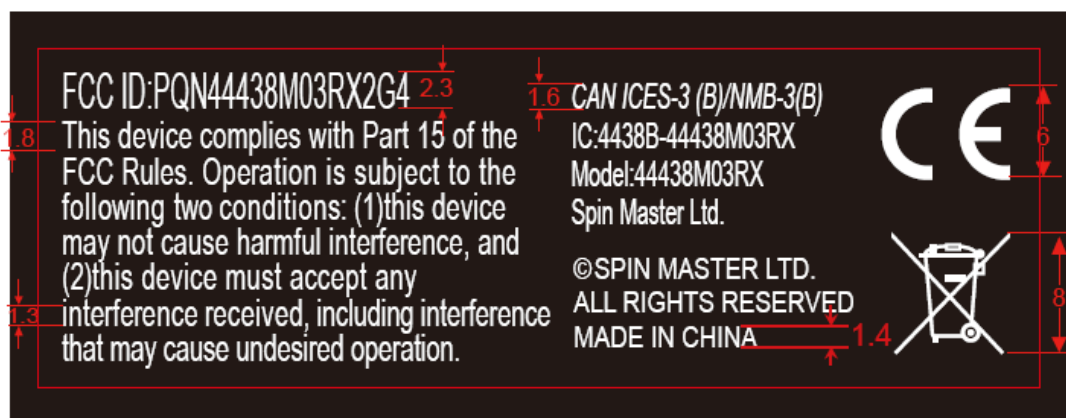 FCC ID:PQN44438M03RX2G4
This device complies with Part 15 of the
FCC Rules. Operation is subject to the
following two conditions: (1)this device
may not cause harmful interference, and
(2)this device must accept any
interference received, including interference
that may cause undesired operation.
2.3
1.8
1.3
1.6
CAN ICES-3 (B)/NMB-3(B)
IC:4438B-44438M03RX
Model:44438M03RX
Spin Master Ltd.
©SPIN MASTER LTD.
ALL RIGHTS RESERVED
MADE IN CHINA
1.4
CE
6
8